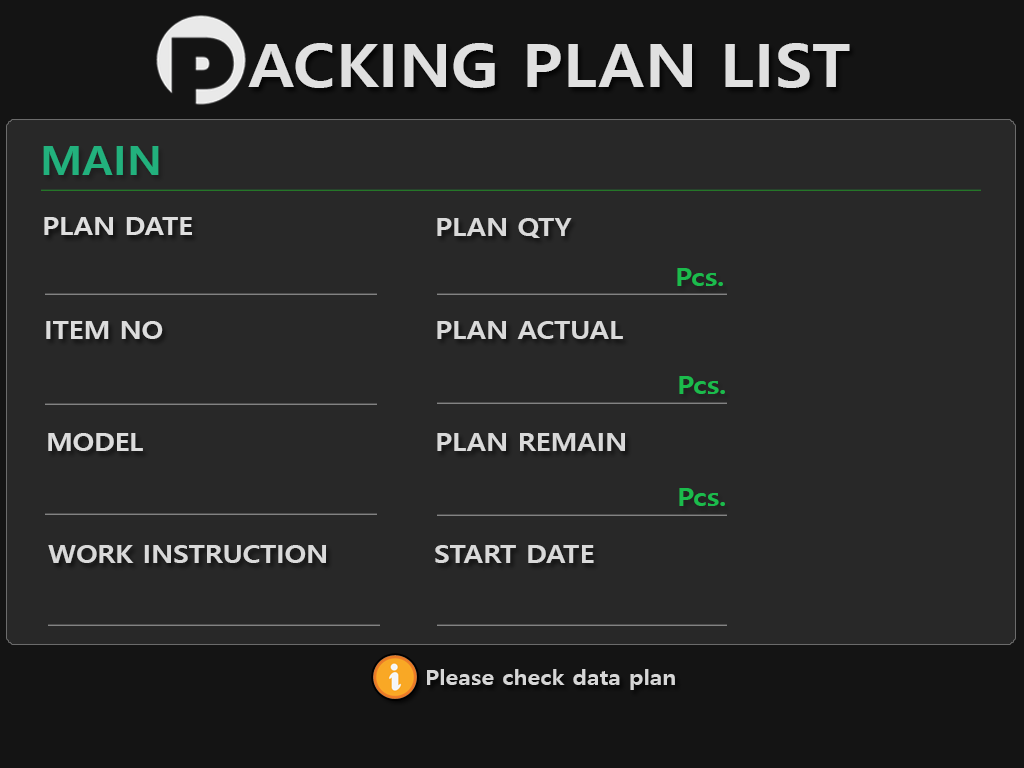 PACKING PLAN LIST
MAIN
PLAN DATE
PLAN QTY
Pcs.
ITEM NO
PLAN ACTUAL
Pcs.
MODEL
PLAN REMAIN
Pcs.
WORK INSTRUCTION
START DATE
Please check data plan